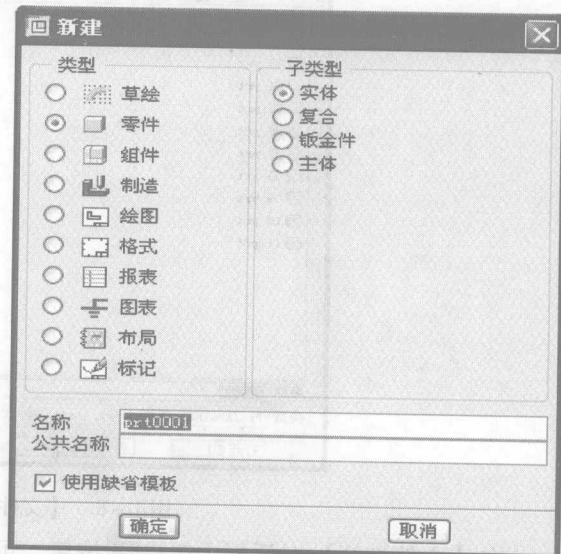 新建
类型
草绘
零件
组件
制造
绘图
格式
报表
图表
布局
标记
子类型
实体
复合
钣金件
主体
名称
prt0001
公共名称
使用缺省模板
确定
取消